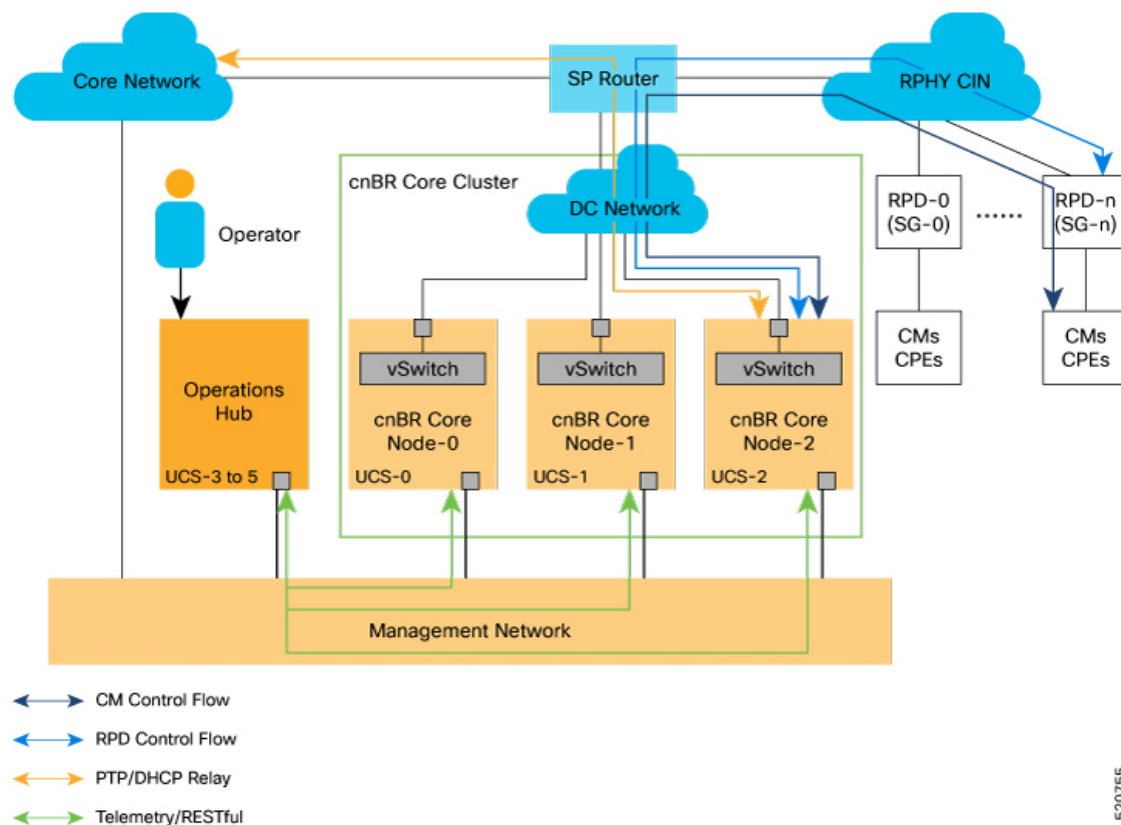 Core Network
SP Router
RPHY CIN
cnBR Core Cluster
DC Network
Operator
RPD-0
(SG-0)
......
RPD-n
(SG-n)
CMs
CPEs
CMs
CPEs
Operations
Hub
UCS-3 to 5
vSwitch
cnBR Core
Node-0
UCS-0
vSwitch
cnBR Core
Node-1
UCS-1
vSwitch
cnBR Core
Node-2
UCS-2
Management Network
CM Control Flow
RPD Control Flow
PTP/DHCP Relay
Telemetry/RESTful
520755